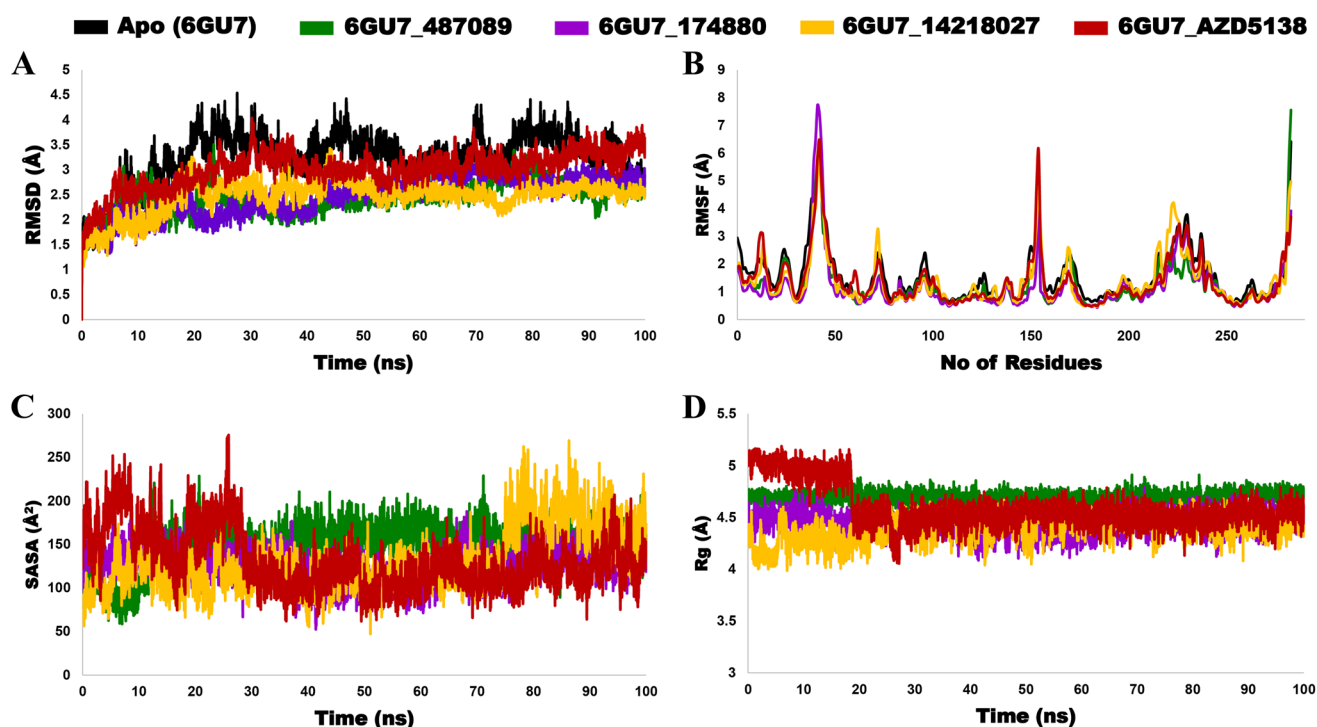 Apo (6GU7) 6GU7_487089 6GU7_174880 6GU7_14218027 6GU7_AZD5138
A
RMSD (Å)
5
4.5
4
3.5
3
2.5
2
1.5
1
0.5
0
0 10 20 30 40 50 60 70 80 90 100
Time (ns)
B
RMSF (Å)
9
8
7
6
5
4
3
2
1
0
0 50 100 150 200 250
No of Residues
C
SASA (Å²)
300
250
200
150
100
50
0
0 10 20 30 40 50 60 70 80 90 100
Time (ns)
D
Rg (Å)
5.5
5
4.5
4
3
0 10 20 30 40 50 60 70 80 90 100
Time (ns)